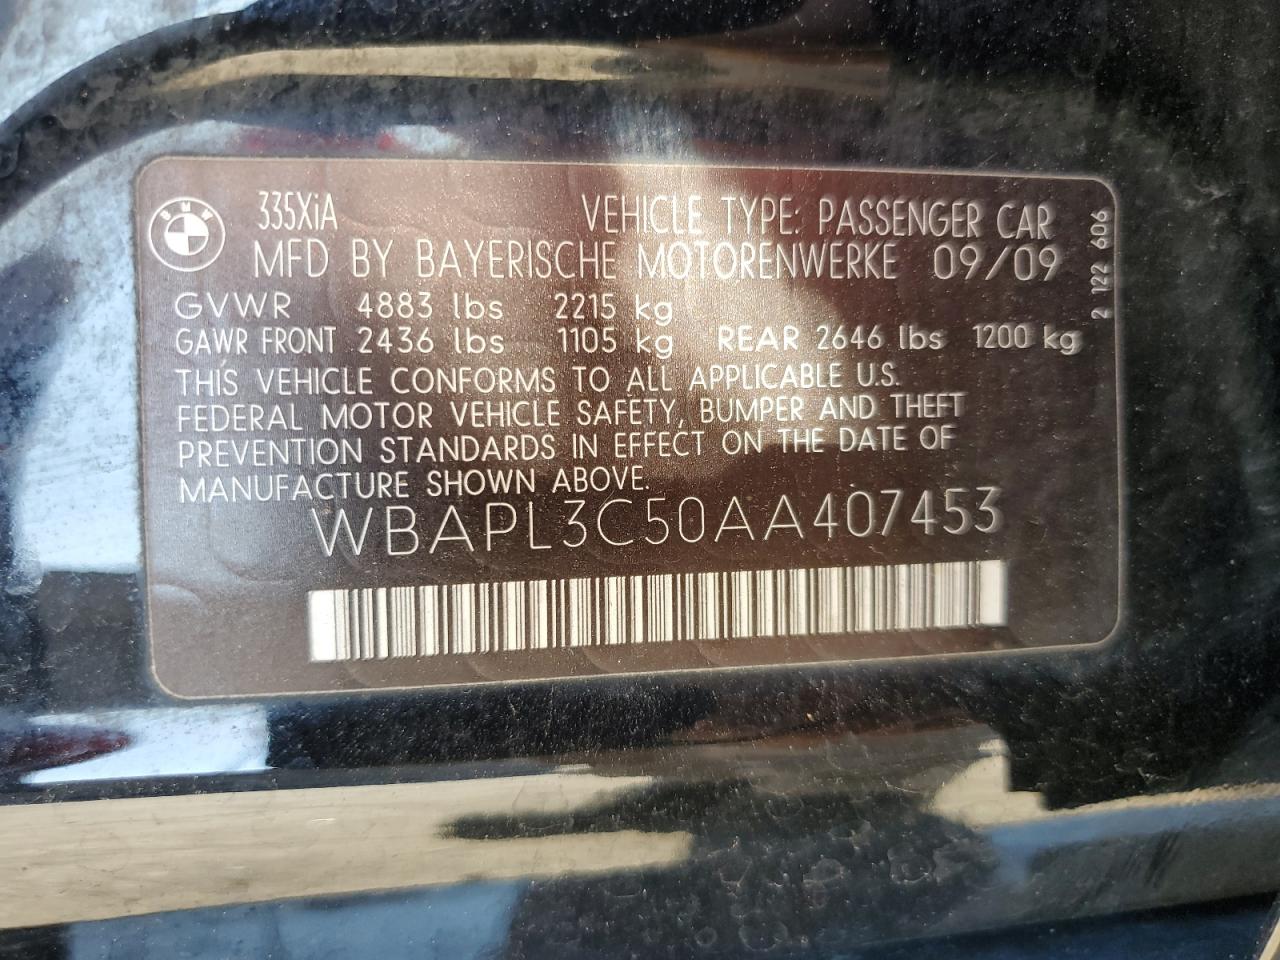 BMW
335XiA VEHICLE TYPE: PASSENGER CAR
MFD BY BAYERISCHE MOTORENWERKE 09/09
GVWR 4883 lbs 2215 kg
GAWR FRONT 2436 lbs 1105 kg REAR 2646 lbs 1200 kg
THIS VEHICLE CONFORMS TO ALL APPLICABLE U.S.
FEDERAL MOTOR VEHICLE SAFETY, BUMPER AND THEFT
PREVENTION STANDARDS IN EFFECT ON THE DATE OF
MANUFACTURE SHOWN ABOVE.
WBAPL3C50AA407453
2 122 606